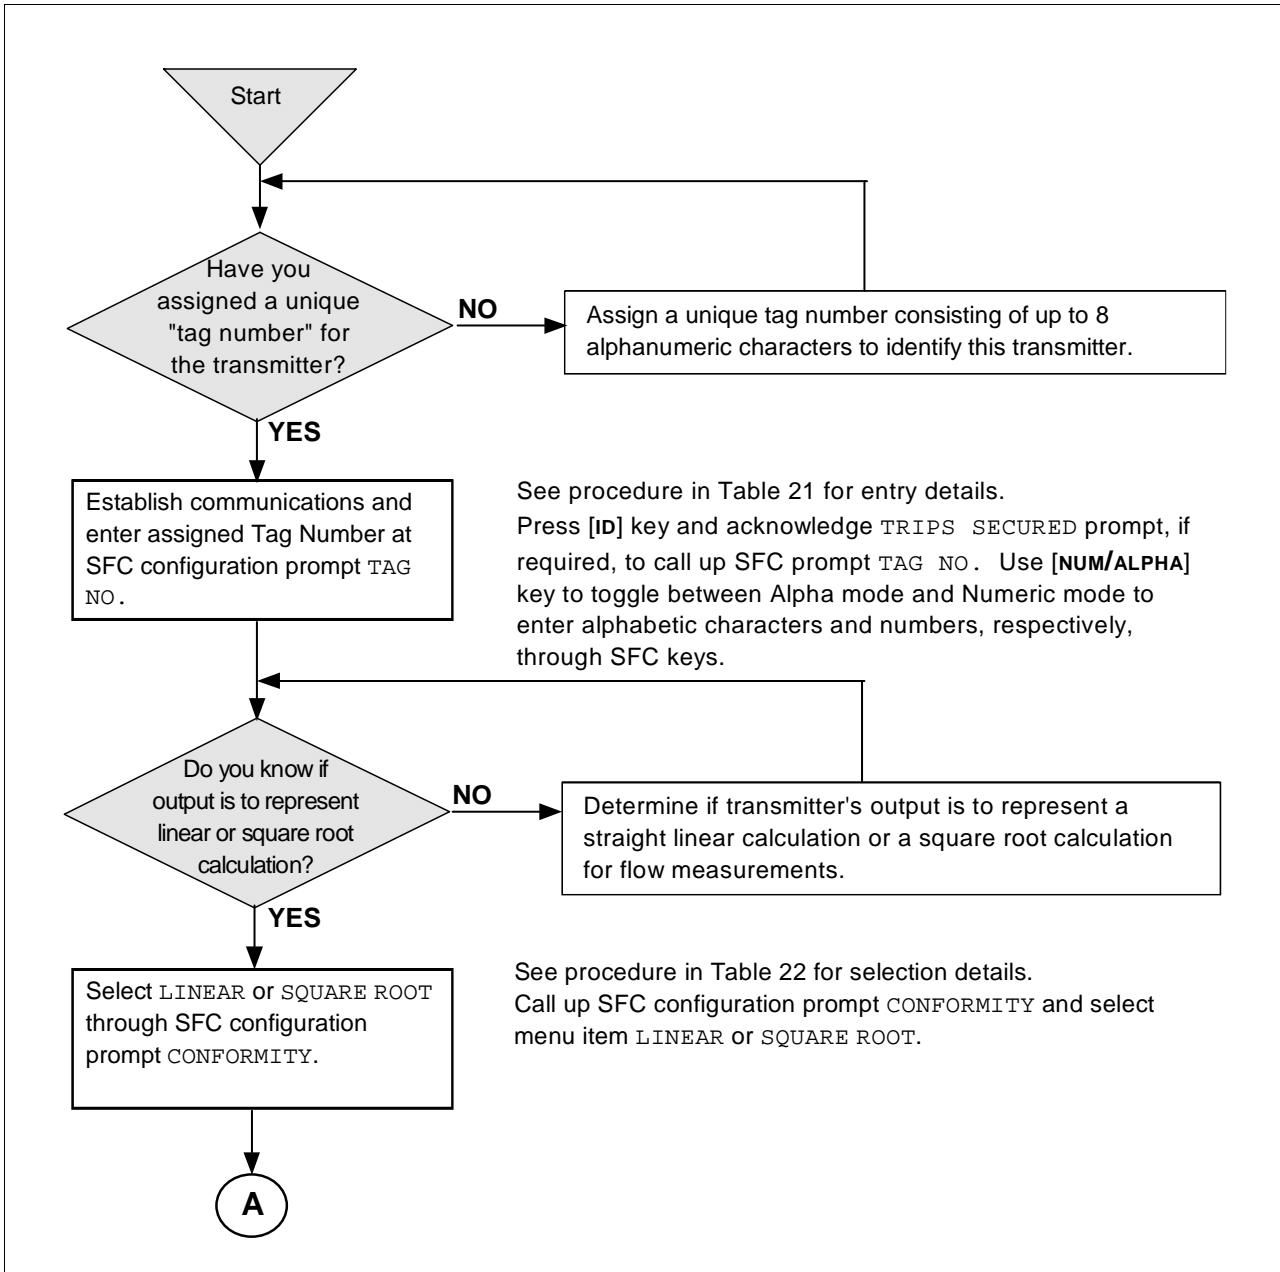 Start
Have you
assigned a unique
"tag number" for
the transmitter?
NO
Assign a unique tag number consisting of up to 8
alphanumeric characters to identify this transmitter.
YES
Establish communications and
enter assigned Tag Number at
SFC configuration prompt TAG
NO.
See procedure in Table 21 for entry details.
Press [ID] key and acknowledge TRIPS SECURED prompt, if
required, to call up SFC prompt TAG NO. Use [NUM/ALPHA]
key to toggle between Alpha mode and Numeric mode to
enter alphabetic characters and numbers, respectively,
through SFC keys.
Do you know if
output is to represent
linear or square root
calculation?
NO
Determine if transmitter's output is to represent a
straight linear calculation or a square root calculation
for flow measurements.
YES
Select LINEAR or SQUARE ROOT
through SFC configuration
prompt CONFORMITY.
See procedure in Table 22 for selection details.
Call up SFC configuration prompt CONFORMITY and select
menu item LINEAR or SQUARE ROOT.
A